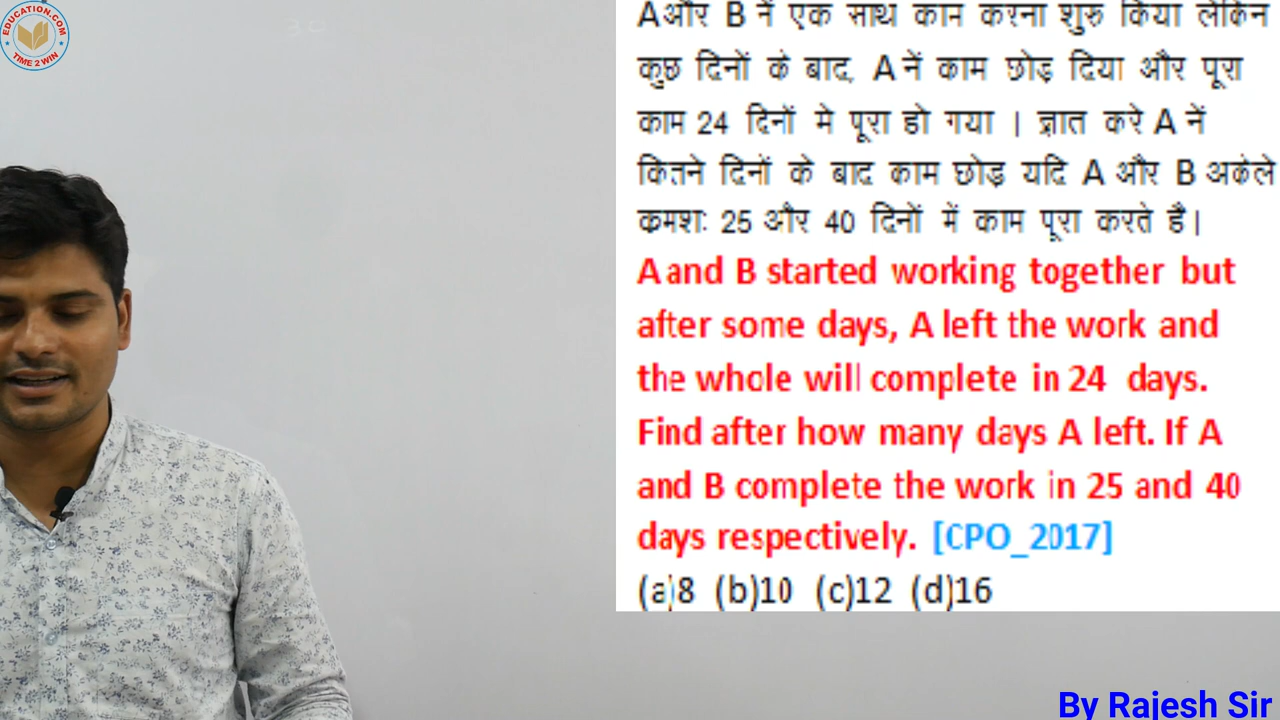 EDUCATION.COM
TIME 2 WIN
A और B नें एक साथ काम करना शुरु किया लेकिन
कुछ दिनों के बाद, A नें काम छोड़ दिया और पूरा
काम 24 दिनों मे पूरा हो गया । ज्ञात करे A नें
कितने दिनों के बाद काम छोड़ यदि A और B अकेले
कमशः 25 और 40 दिनों में काम पूरा करते है।
A and B started working together but
after some days, A left the work and
the whole will complete in 24 days.
Find after how many days A left. If A
and B complete the work in 25 and 40
days respectively. [CPO_2017]
(a)8 (b)10 (c)12 (d)16
By Rajesh Sir